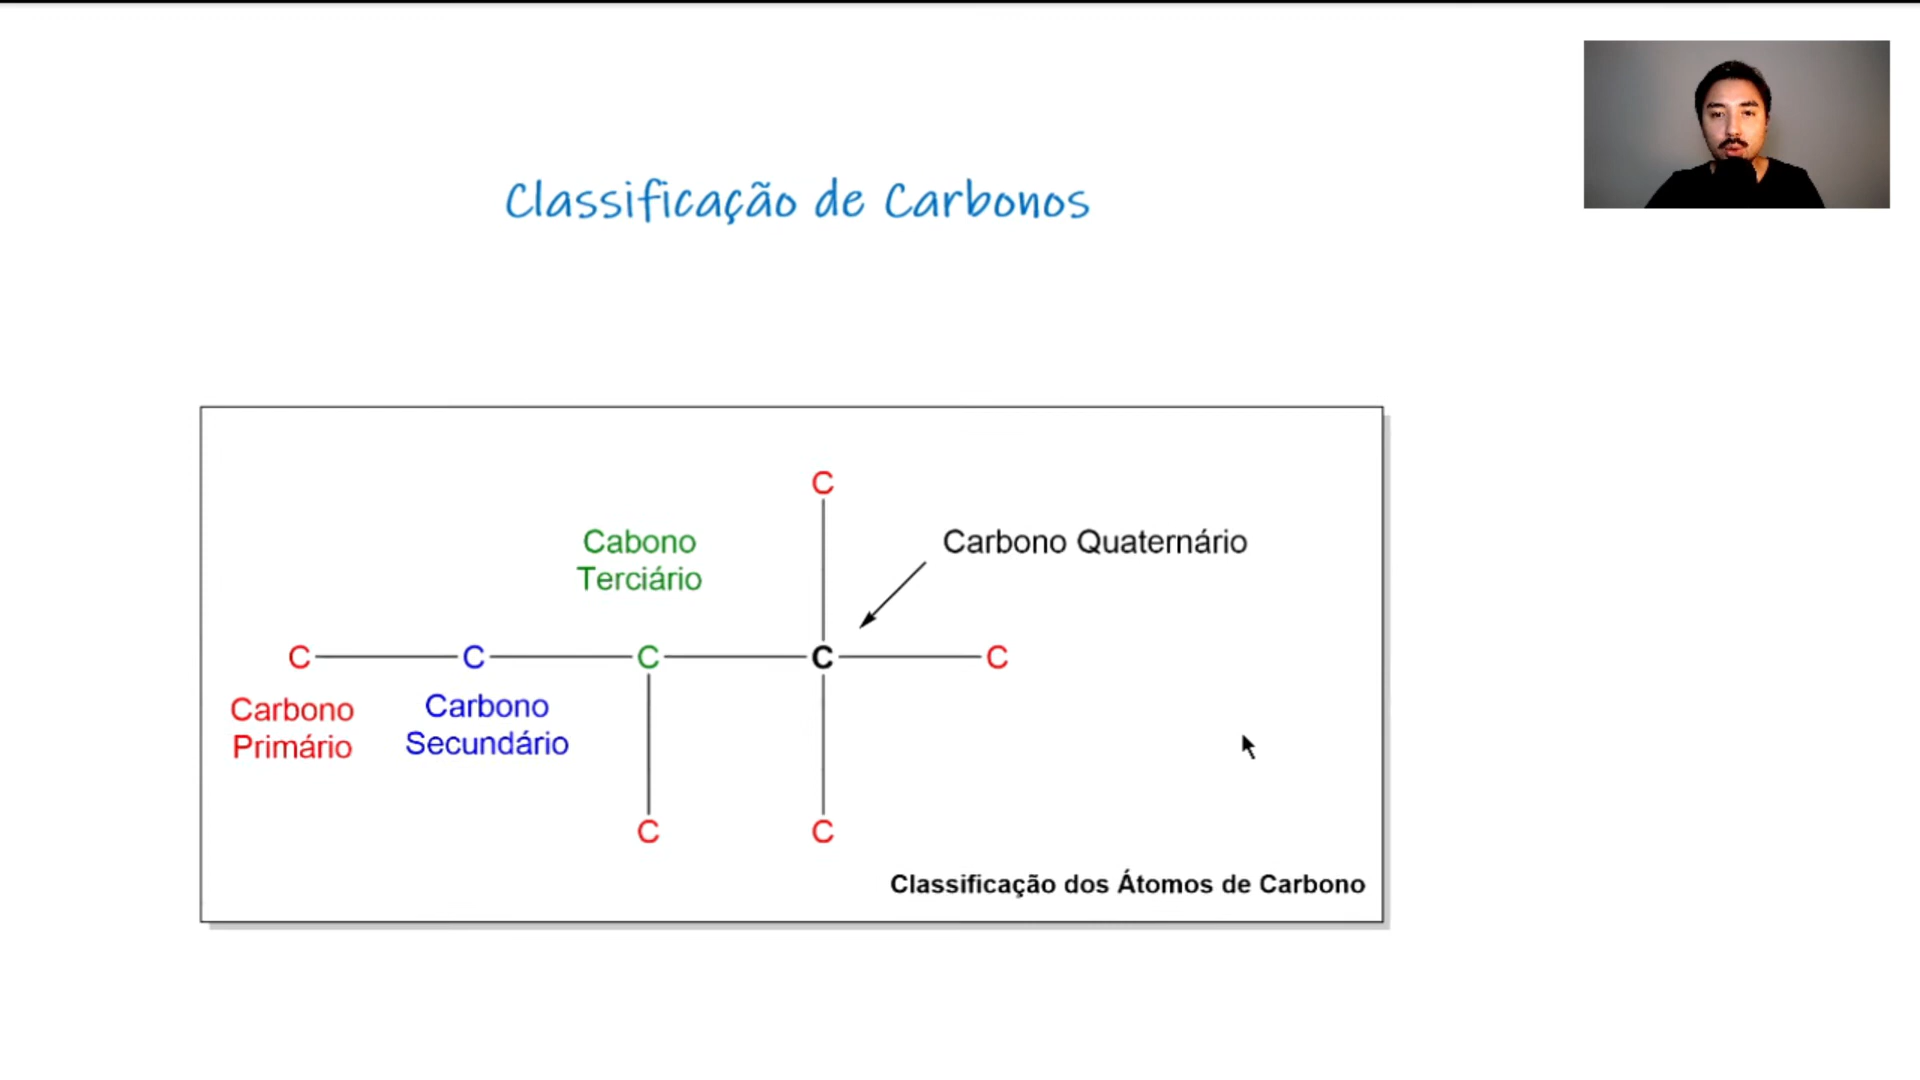 Classificação de Carbonos
C
Cabono
Terciário
Carbono Quaternário
C C C C C
Carbono
Primário
Carbono
Secundário
C C
Classificação dos Átomos de Carbono